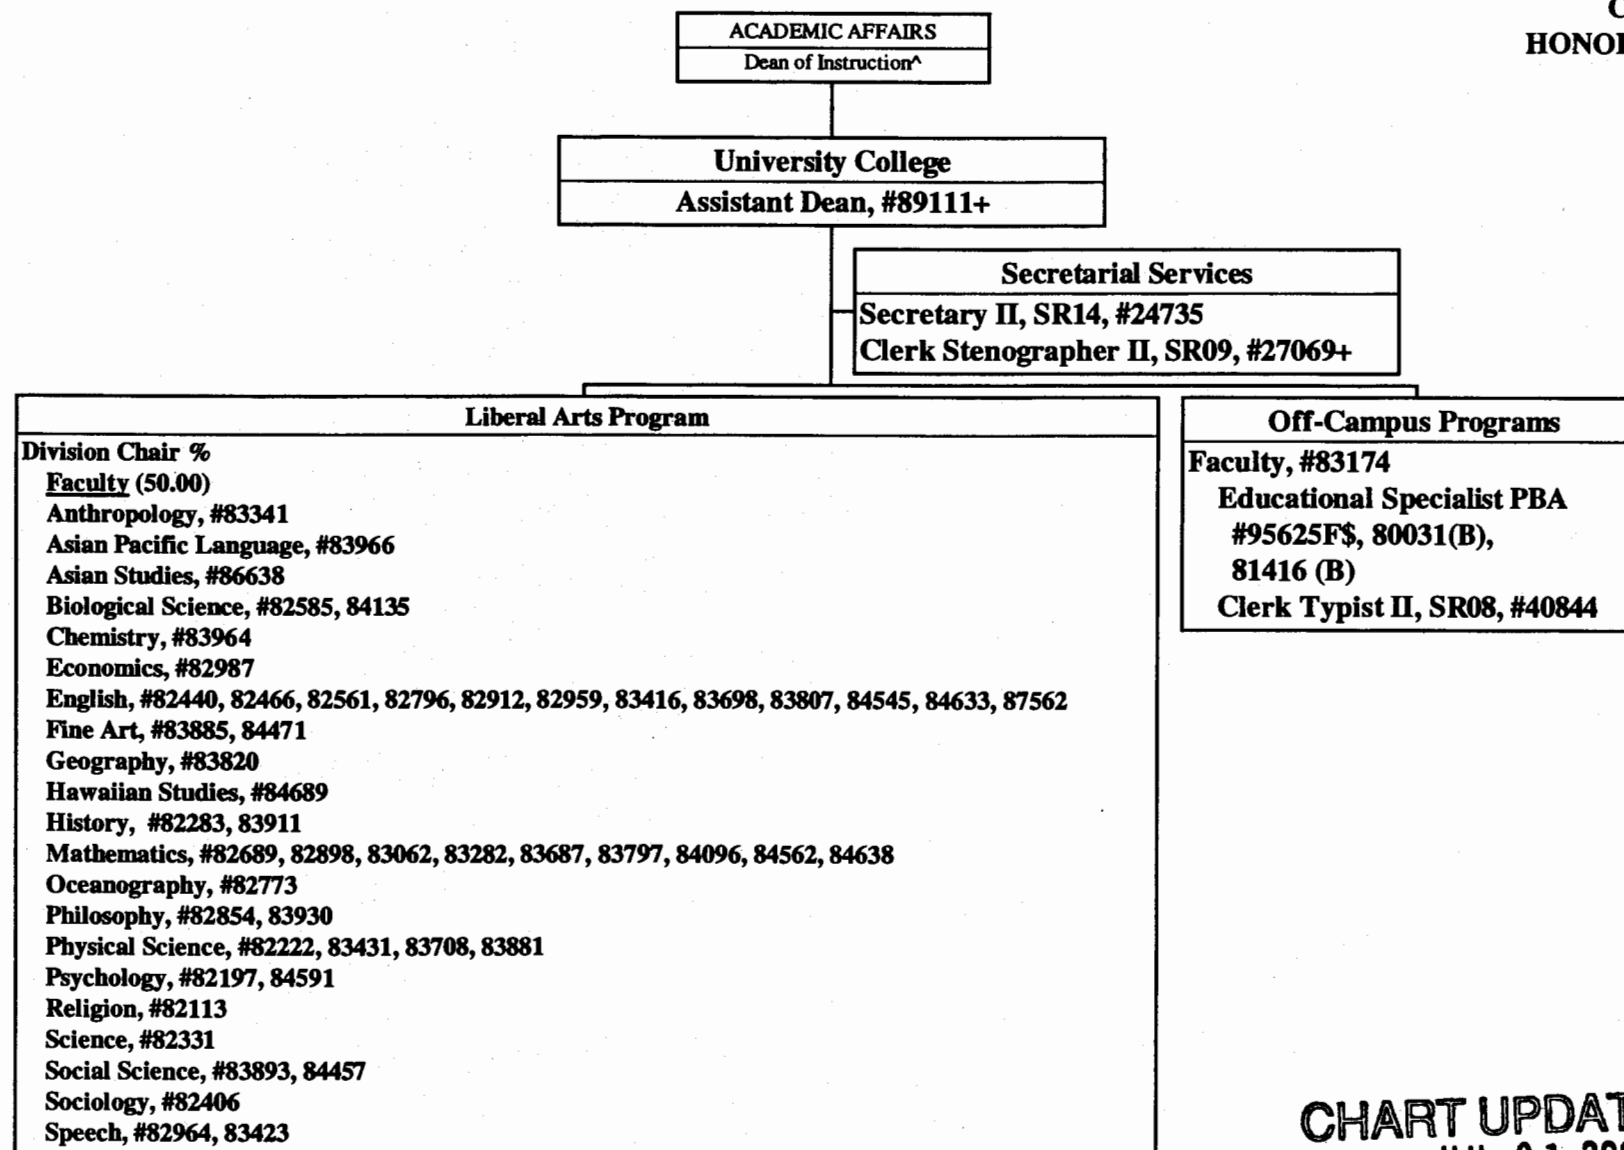 ACADEMIC AFFAIRS
Dean of Instruction^
HONO
University College
Assistant Dean, #89111+
Secretarial Services
Secretary II, SR14, #24735
Clerk Stenographer II, SR09, #27069+
Liberal Arts Program
Division Chair %
Faculty (50.00)
Anthropology, #83341
Asian Pacific Language, #83966
Asian Studies, #86638
Biological Science, #82585, 84135
Chemistry, #83964
Economics, #82987
English, #82440, 82466, 82561, 82796, 82912, 82959, 83416, 83698, 83807, 84545, 84633, 87562
Fine Art, #83885, 84471
Geography, #83820
Hawaiian Studies, #84689
History, #82283, 83911
Mathematics, #82689, 82898, 83062, 83282, 83687, 83797, 84096, 84562, 84638
Oceanography, #82773
Philosophy, #82854, 83930
Physical Science, #82222, 83431, 83708, 83881
Psychology, #82197, 84591
Religion, #82113
Science, #82331
Social Science, #83893, 84457
Sociology, #82406
Speech, #82964, 83423
Off-Campus Programs
Faculty, #83174
Educational Specialist PBA
#95625F$, 80031(B),
81416 (B)
Clerk Typist II, SR08, #40844
CHART UPDAT